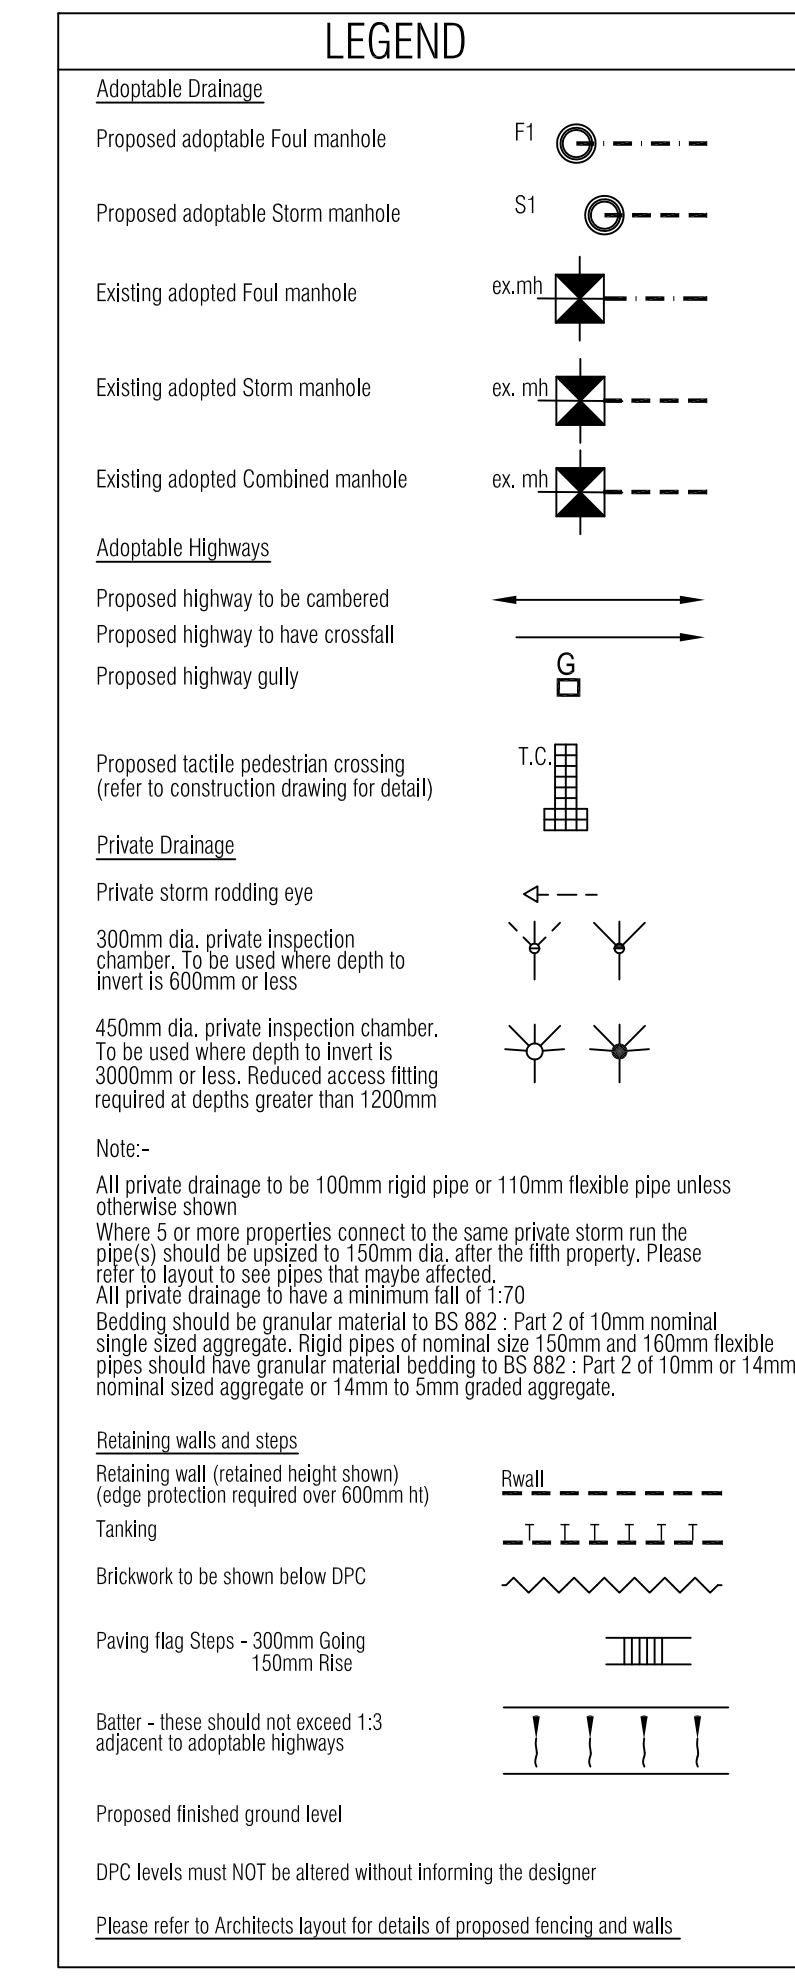 LEGEND
Adoptable Drainage
Proposed adoptable Foul manhole F1
Proposed adoptable Storm manhole S1
Existing adopted Foul manhole ex.mh
Existing adopted Storm manhole ex. mh
Existing adopted Combined manhole ex. mh
Adoptable Highways
Proposed highway to be cambered
Proposed highway to have crossfall
Proposed highway gully G
Proposed tactile pedestrian crossing T.C.
(refer to construction drawing for detail)
Private Drainage
Private storm rodding eye
300mm dia. private inspection
chamber. To be used where depth to
invert is 600mm or less
450mm dia. private inspection chamber.
To be used where depth to invert is
3000mm or less. Reduced access fitting
required at depths greater than 1200mm
Note:-
All private drainage to be 100mm rigid pipe or 110mm flexible pipe unless
otherwise shown
Where 5 or more properties connect to the same private storm run the
pipe(s) should be upsized to 150mm dia. after the fifth property. Please
refer to layout to see pipes that maybe affected.
All private drainage to have a minimum fall of 1:70
Bedding should be granular material to BS 882 : Part 2 of 10mm nominal
single sized aggregate. Rigid pipes of nominal size 150mm and 160mm flexible
pipes should have granular material bedding to BS 882 : Part 2 of 10mm or 14mm
nominal sized aggregate or 14mm to 5mm graded aggregate.
Retaining walls and steps
Retaining wall (retained height shown) Rwall
(edge protection required over 600mm ht)
Tanking T T T T T T
Brickwork to be shown below DPC
Paving flag Steps - 300mm Going
150mm Rise
Batter - these should not exceed 1:3
adjacent to adoptable highways
Proposed finished ground level
DPC levels must NOT be altered without informing the designer
Please refer to Architects layout for details of proposed fencing and walls